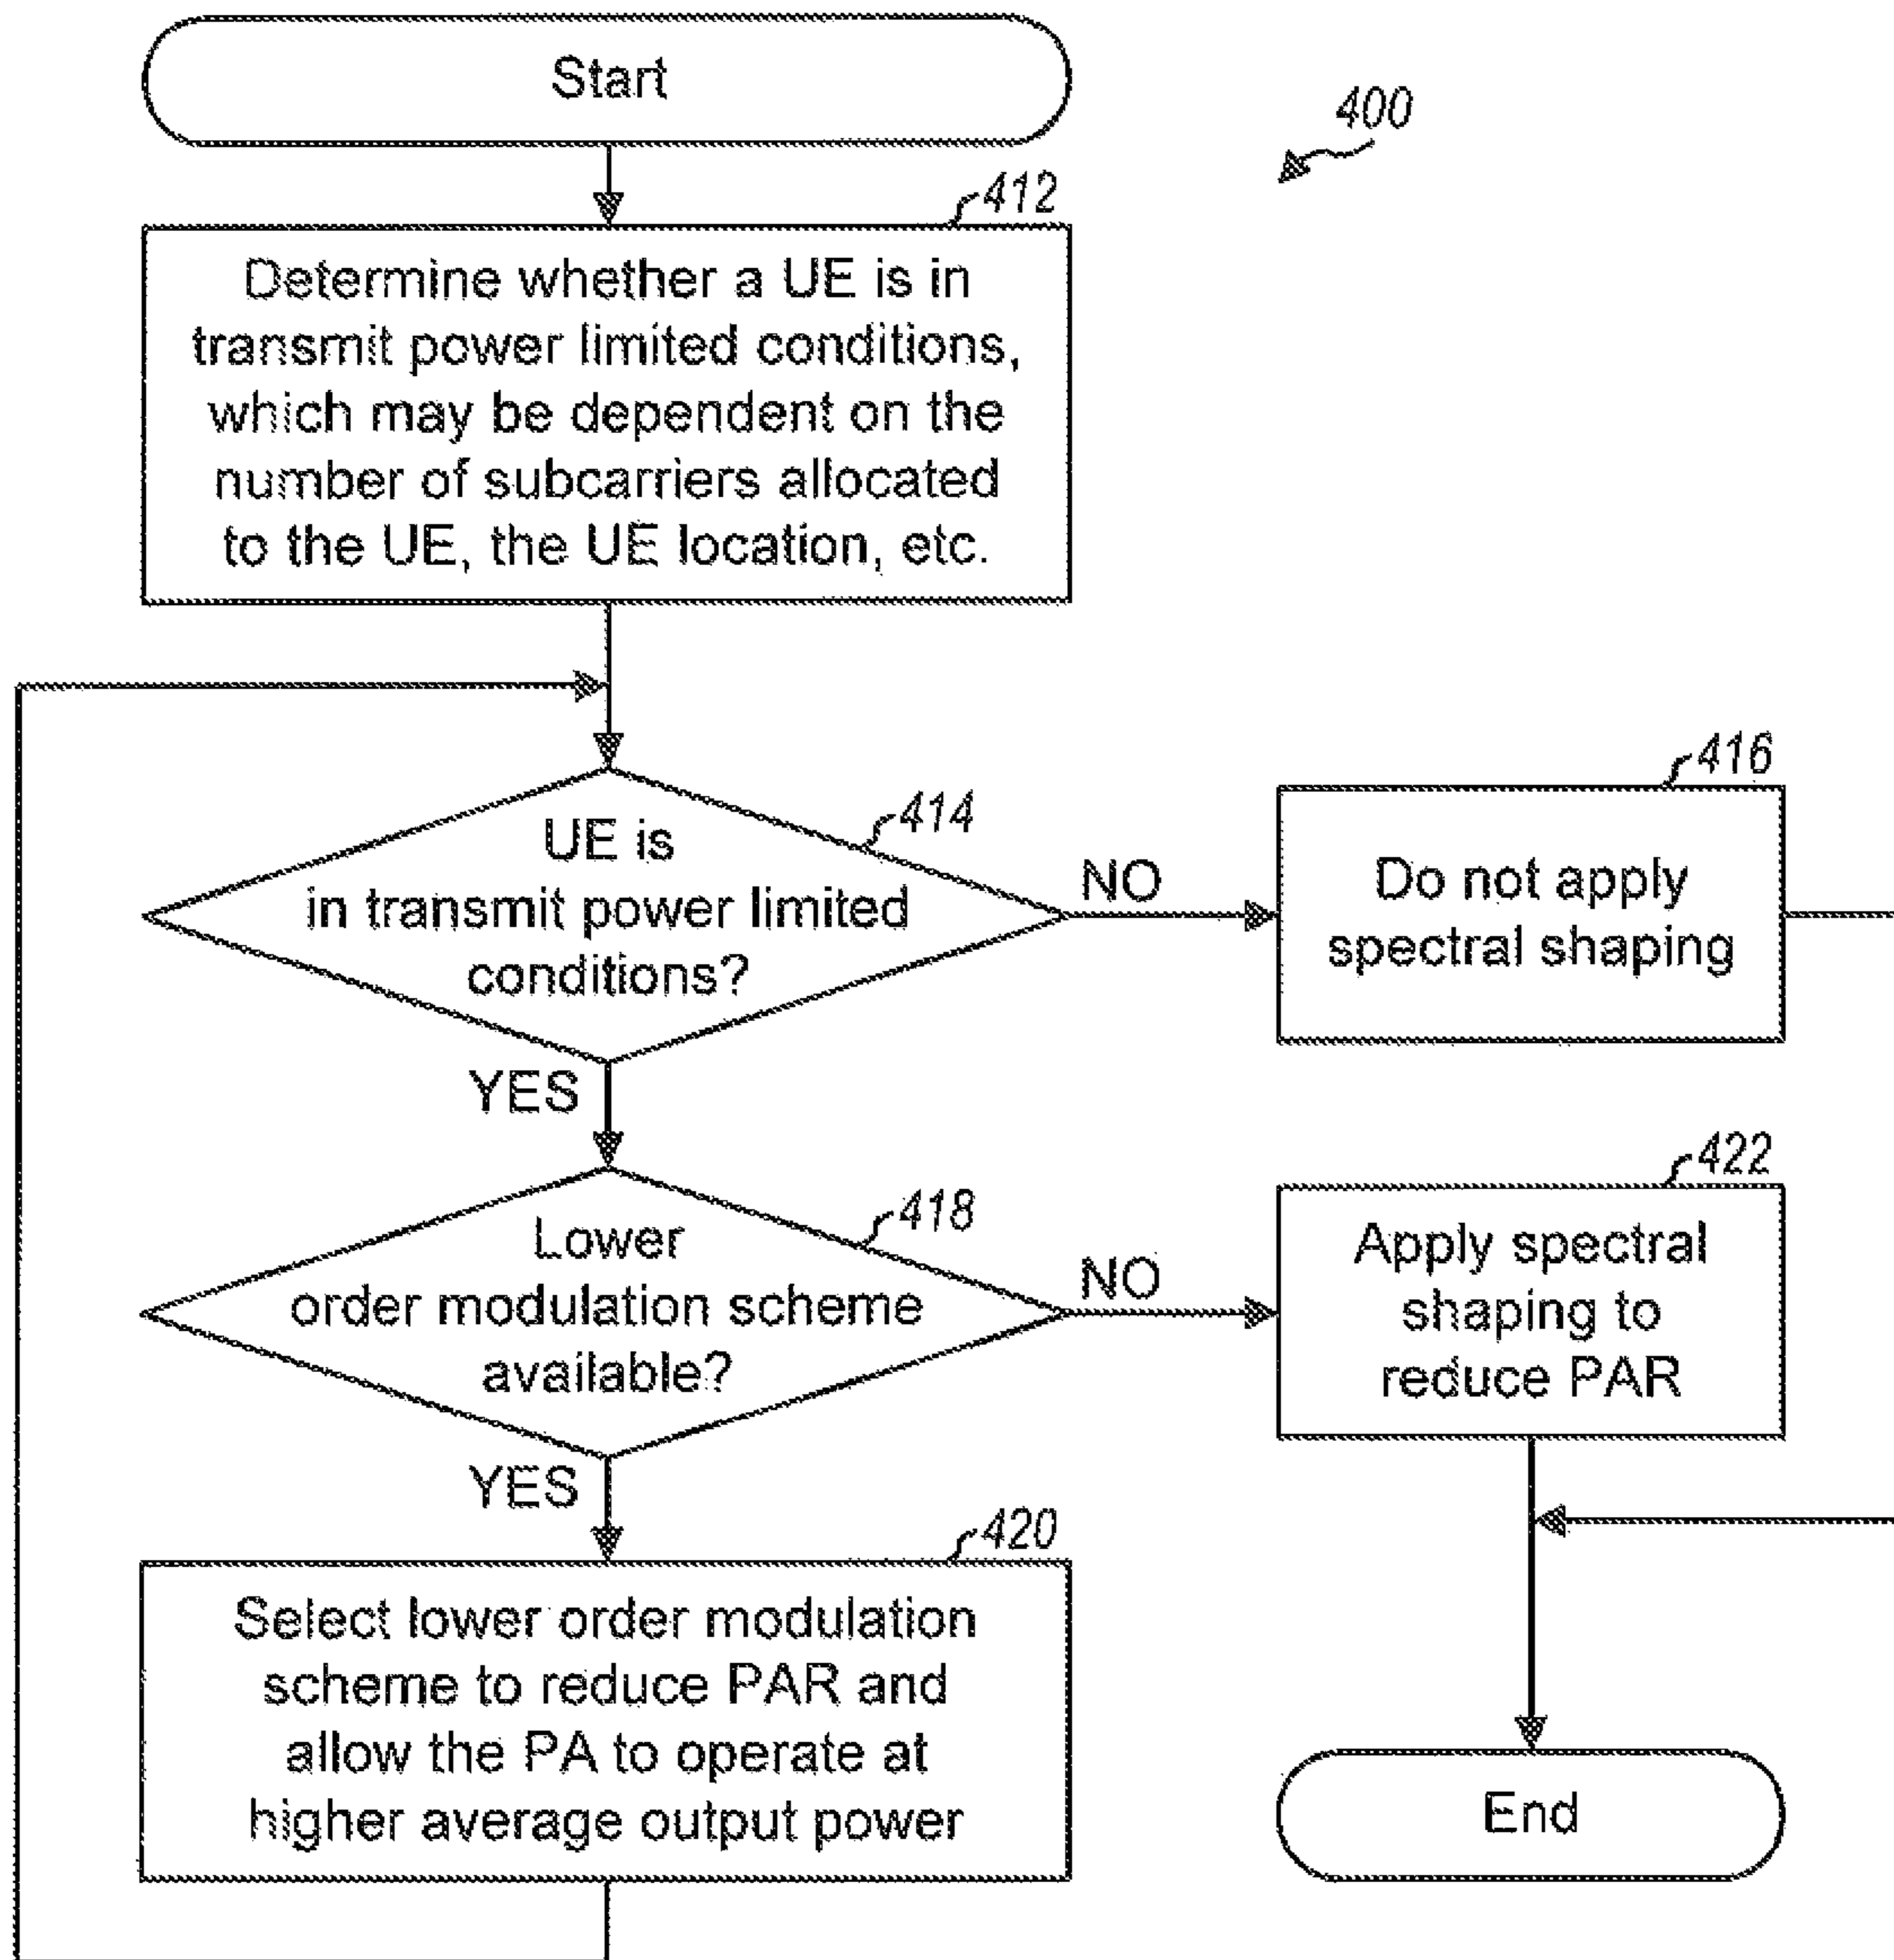 Start
400
412
Determine whether a UE is in
transmit power limited conditions,
which may be dependent on the
number of subcarriers allocated
to the UE, the UE location, etc.
414
UE is
in transmit power limited
conditions?
NO
416
Do not apply
spectral shaping
YES
418
Lower
order modulation scheme
available?
NO
422
Apply spectral
shaping to
reduce PAR
YES
420
Select lower order modulation
scheme to reduce PAR and
allow the PA to operate at
higher average output power
End